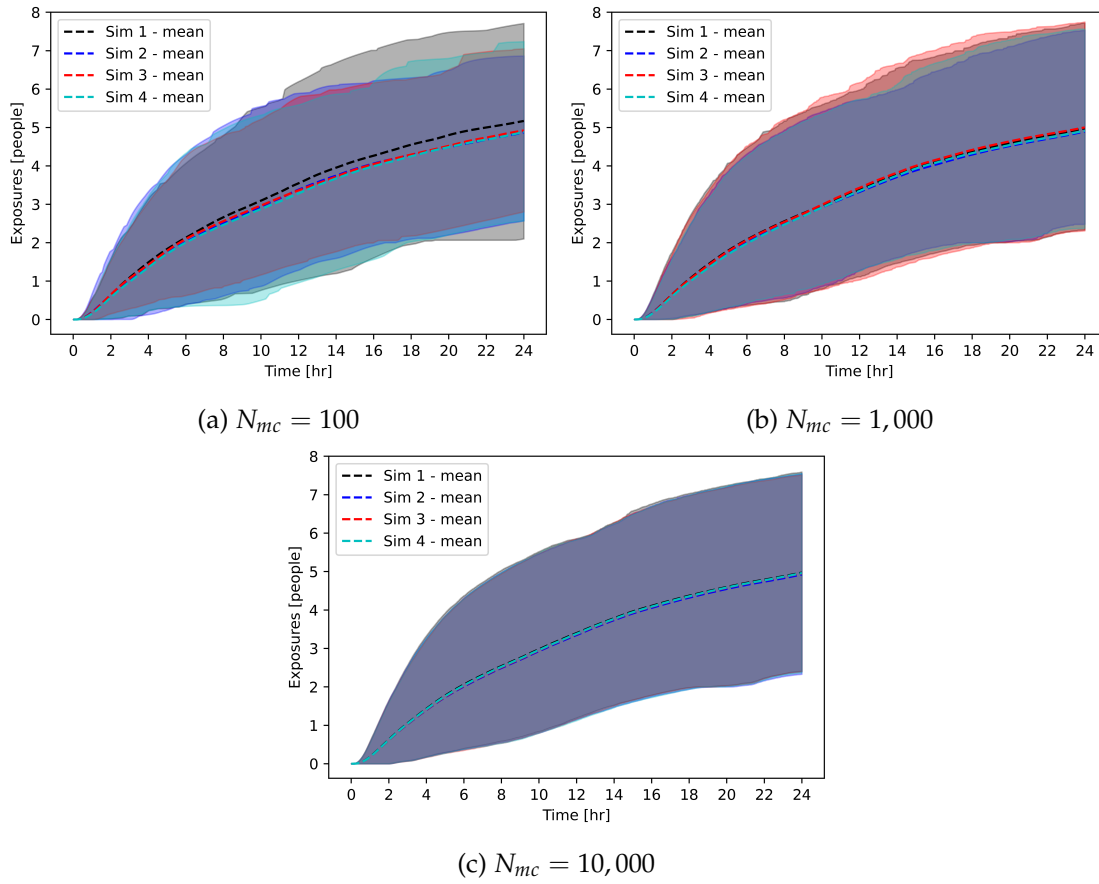 8
7
6
5
4
3
2
1
0
Exposures [people]
Sim 1 - mean
Sim 2 - mean
Sim 3 - mean
Sim 4 - mean
0 2 4 6 8 10 12 14 16 18 20 22 24
Time [hr]
(a) N_{mc} = 100
8
7
6
5
4
3
2
1
0
Exposures [people]
Sim 1 - mean
Sim 2 - mean
Sim 3 - mean
Sim 4 - mean
0 2 4 6 8 10 12 14 16 18 20 22 24
Time [hr]
(b) N_{mc} = 1,000
8
7
6
5
4
3
2
1
0
Exposures [people]
Sim 1 - mean
Sim 2 - mean
Sim 3 - mean
Sim 4 - mean
0 2 4 6 8 10 12 14 16 18 20 22 24
Time [hr]
(c) N_{mc} = 10,000